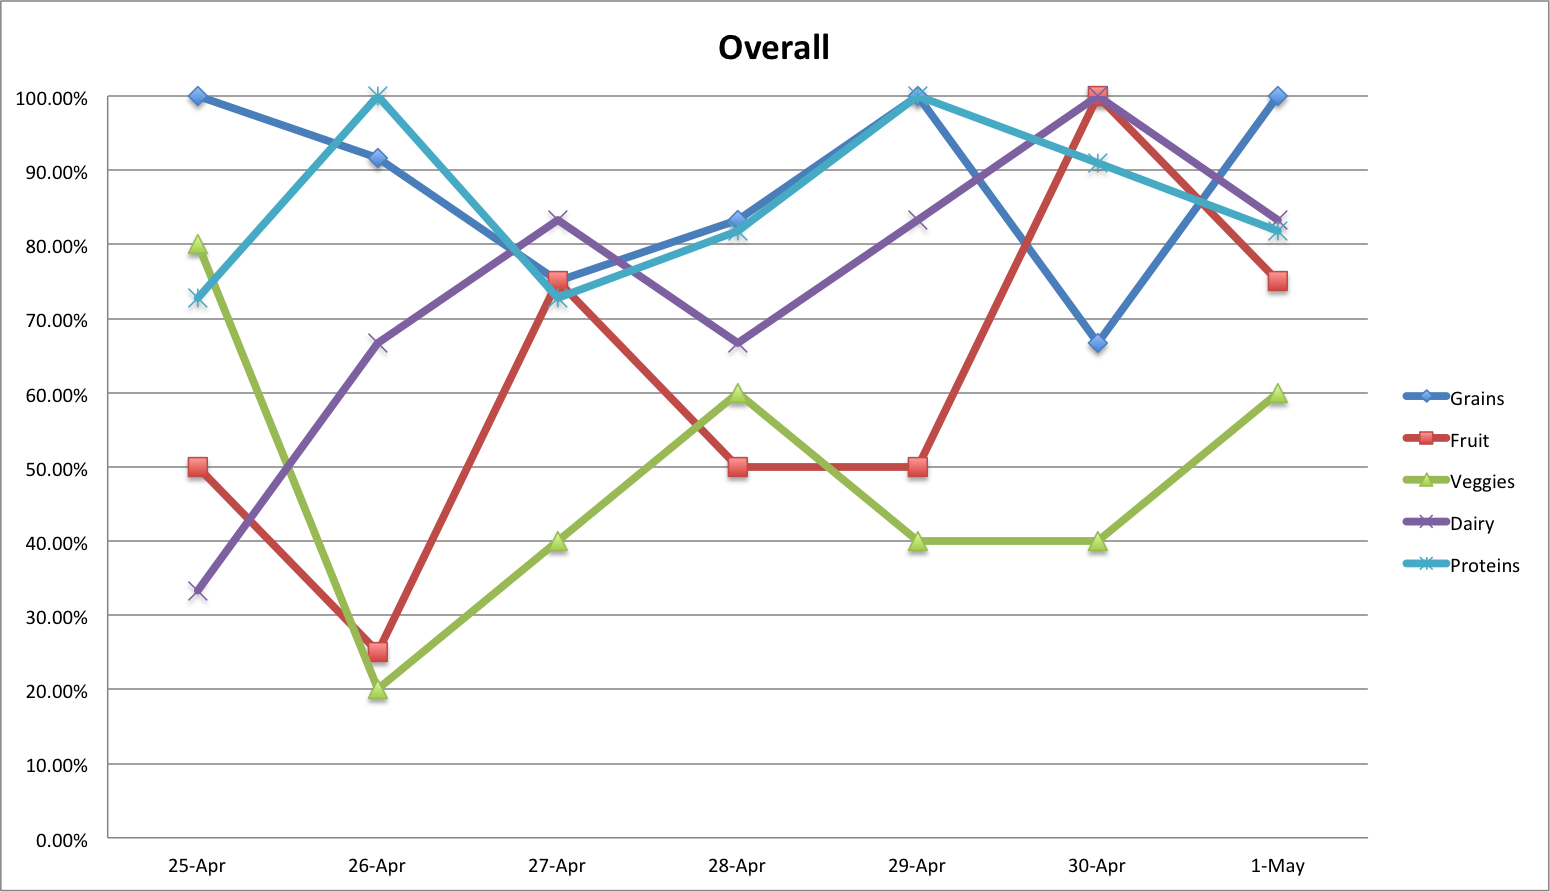 Overall
100.00%
90.00%
80.00%
70.00%
60.00%
50.00%
40.00%
30.00%
20.00%
10.00%
0.00%
25-Apr 26-Apr 27-Apr 28-Apr 29-Apr 30-Apr 1-May
Grains
Fruit
Veggies
Dairy
Proteins